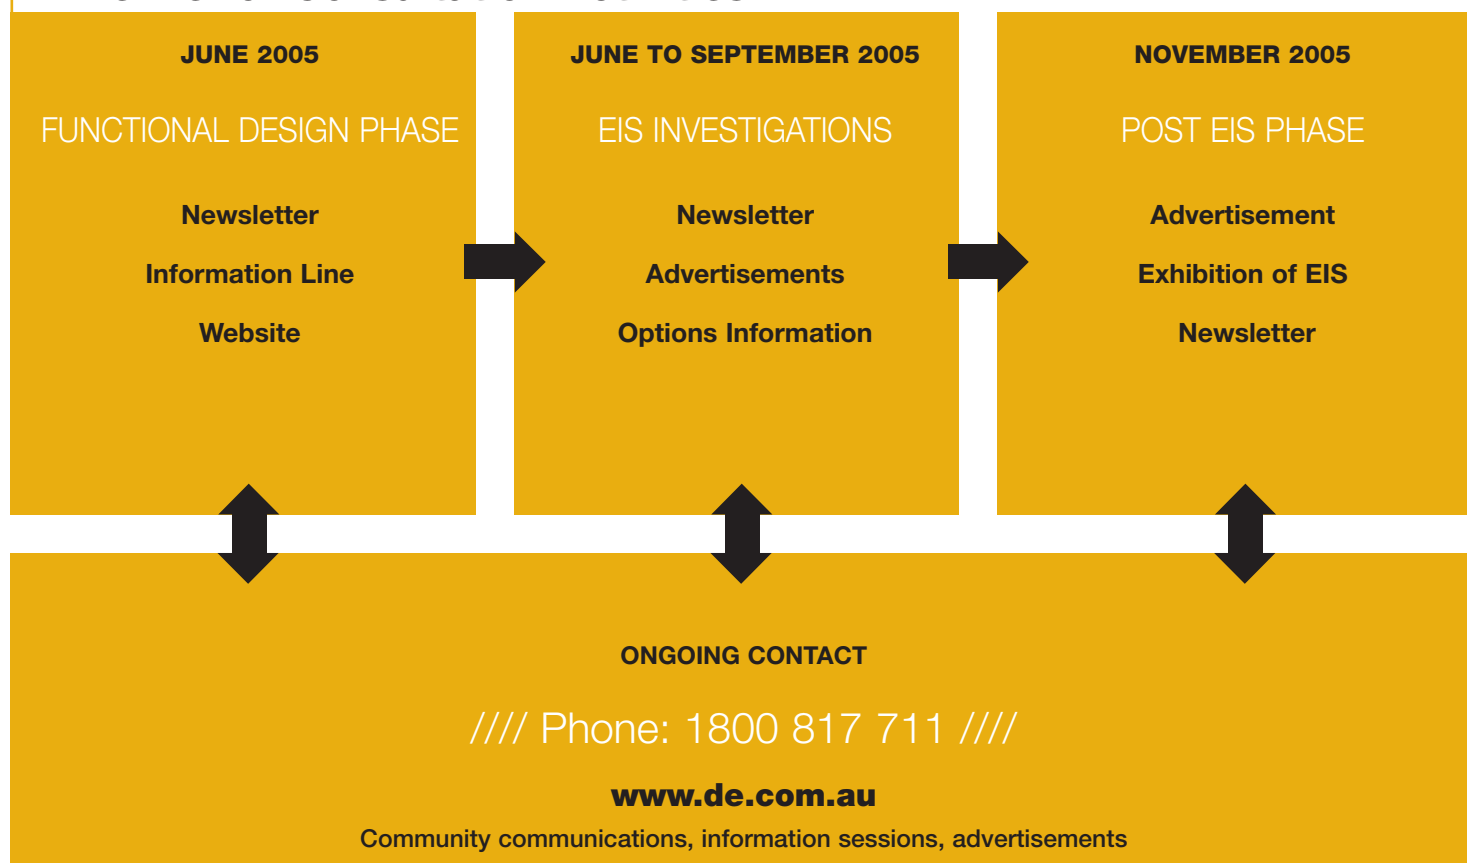 JUNE 2005
FUNCTIONAL DESIGN PHASE
Newsletter
Information Line
Website
JUNE TO SEPTEMBER 2005
EIS INVESTIGATIONS
Newsletter
Advertisements
Options Information
NOVEMBER 2005
POST EIS PHASE
Advertisement
Exhibition of EIS
Newsletter
ONGOING CONTACT
//// Phone: 1800 817 711 ////
www.de.com.au
Community communications, information sessions, advertisements